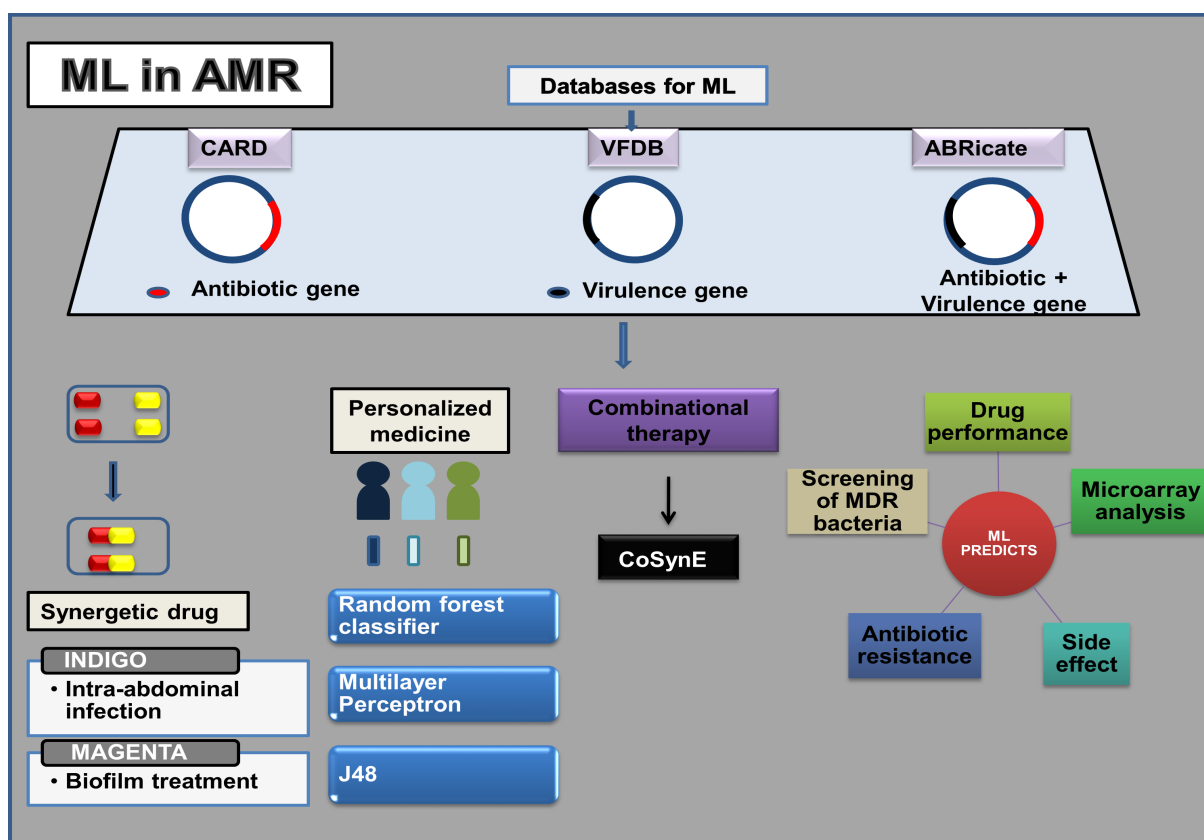 ML in AMR
Databases for ML
CARD
VFDB
ABRicate
Antibiotic gene
Virulence gene
Antibiotic +
Virulence gene
Synergetic drug
INDIGO
• Intra-abdominal
infection
MAGENTA
• Biofilm treatment
Personalized
medicine
Random forest
classifier
Multilayer
Perceptron
J48
Combinational
therapy
CoSynE
Drug
performance
Screening
of MDR
bacteria
Microarray
analysis
ML
PREDICTS
Antibiotic
resistance
Side
effect